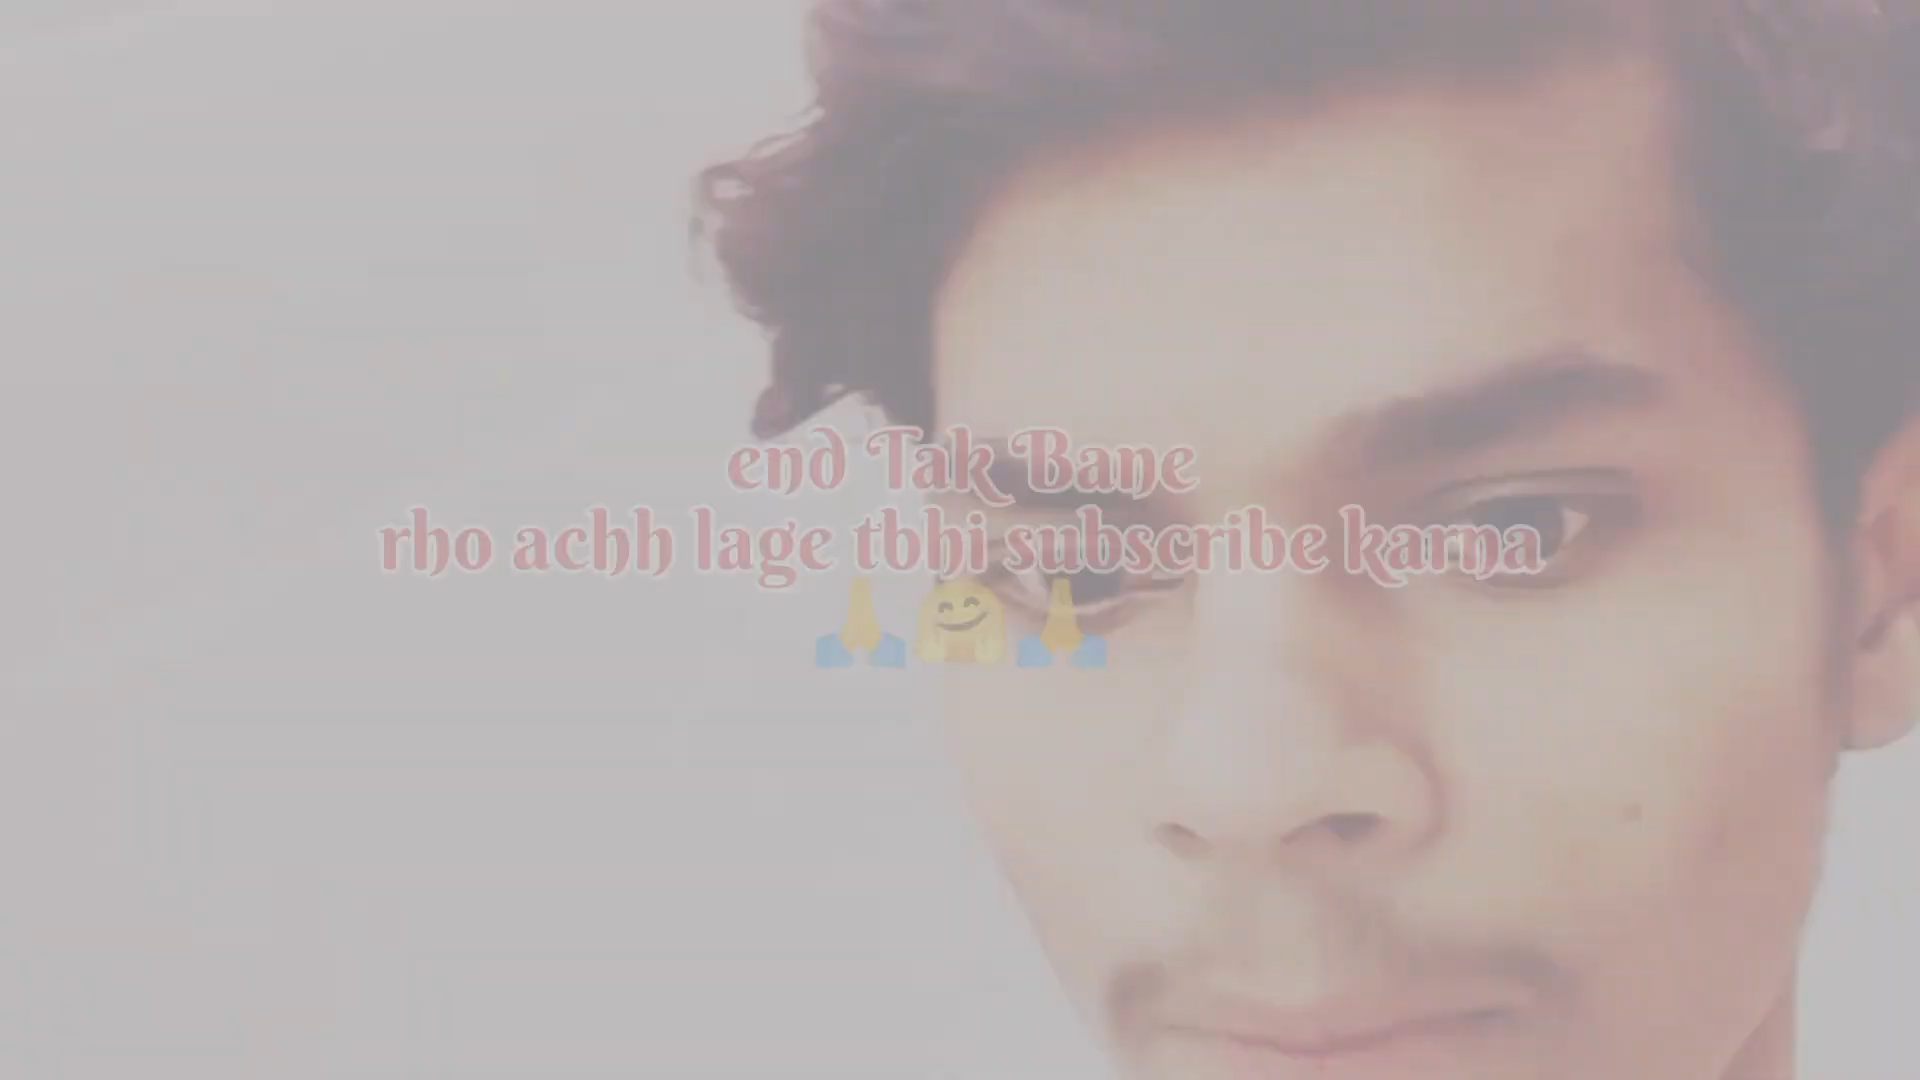 end Tak Bane
rho achh lage tbhi subscribe karna
🙏🤗🙏